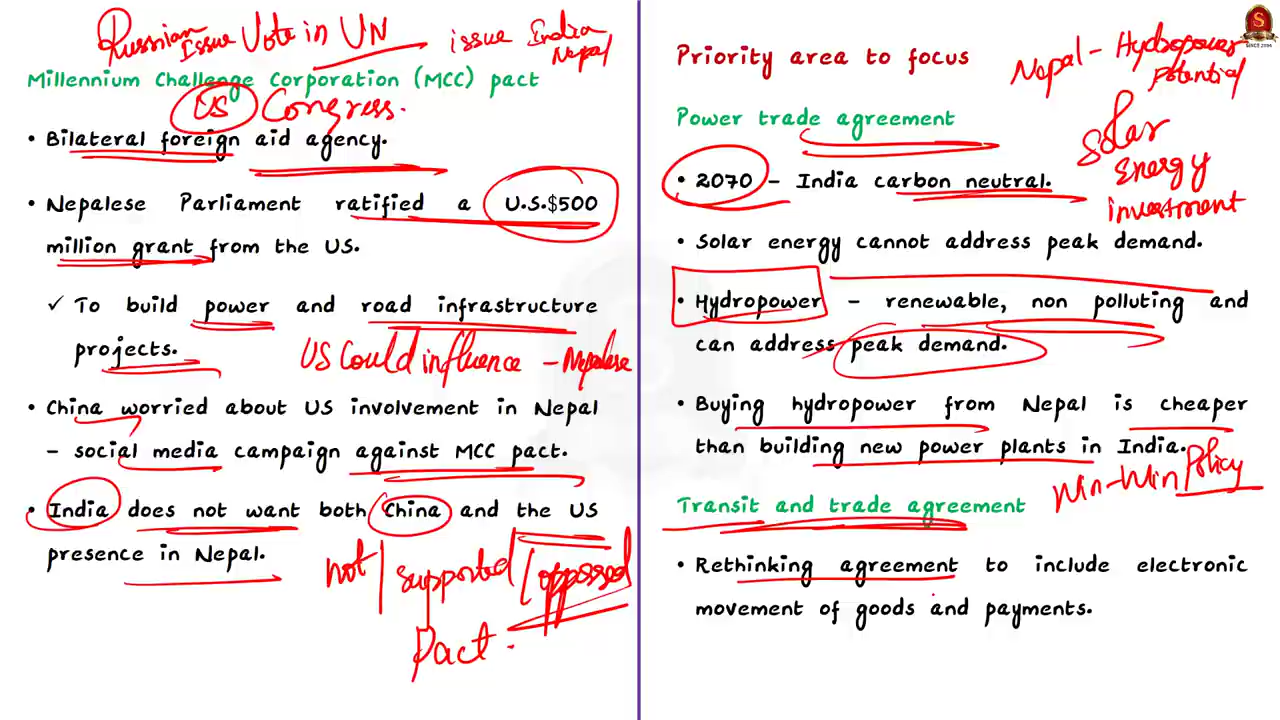 Russian Issue Vote in UN
issue India Nepal
Millennium Challenge Corporation (MCC) pact
US Congress.
• Bilateral foreign aid agency.
• Nepalese Parliament ratified a U.S.$500
million grant from the US.
✓ To build power and road infrastructure
projects.
US Could influence – Nepalese
• China worried about US involvement in Nepal
– social media campaign against MCC pact.
• India does not want both China and the US
presence in Nepal.
not | supported / opposed
Pact.
Priority area to focus
Nepal – Hydropower
Potential
Power trade agreement
Solar
Energy
investment
• 2070 – India carbon neutral.
• Solar energy cannot address peak demand.
• Hydropower – renewable, non polluting and
can address peak demand.
• Buying hydropower from Nepal is cheaper
than building new power plants in India.
Win-Win Policy
Transit and trade agreement
• Rethinking agreement to include electronic
movement of goods and payments.
S
SINCE 2004